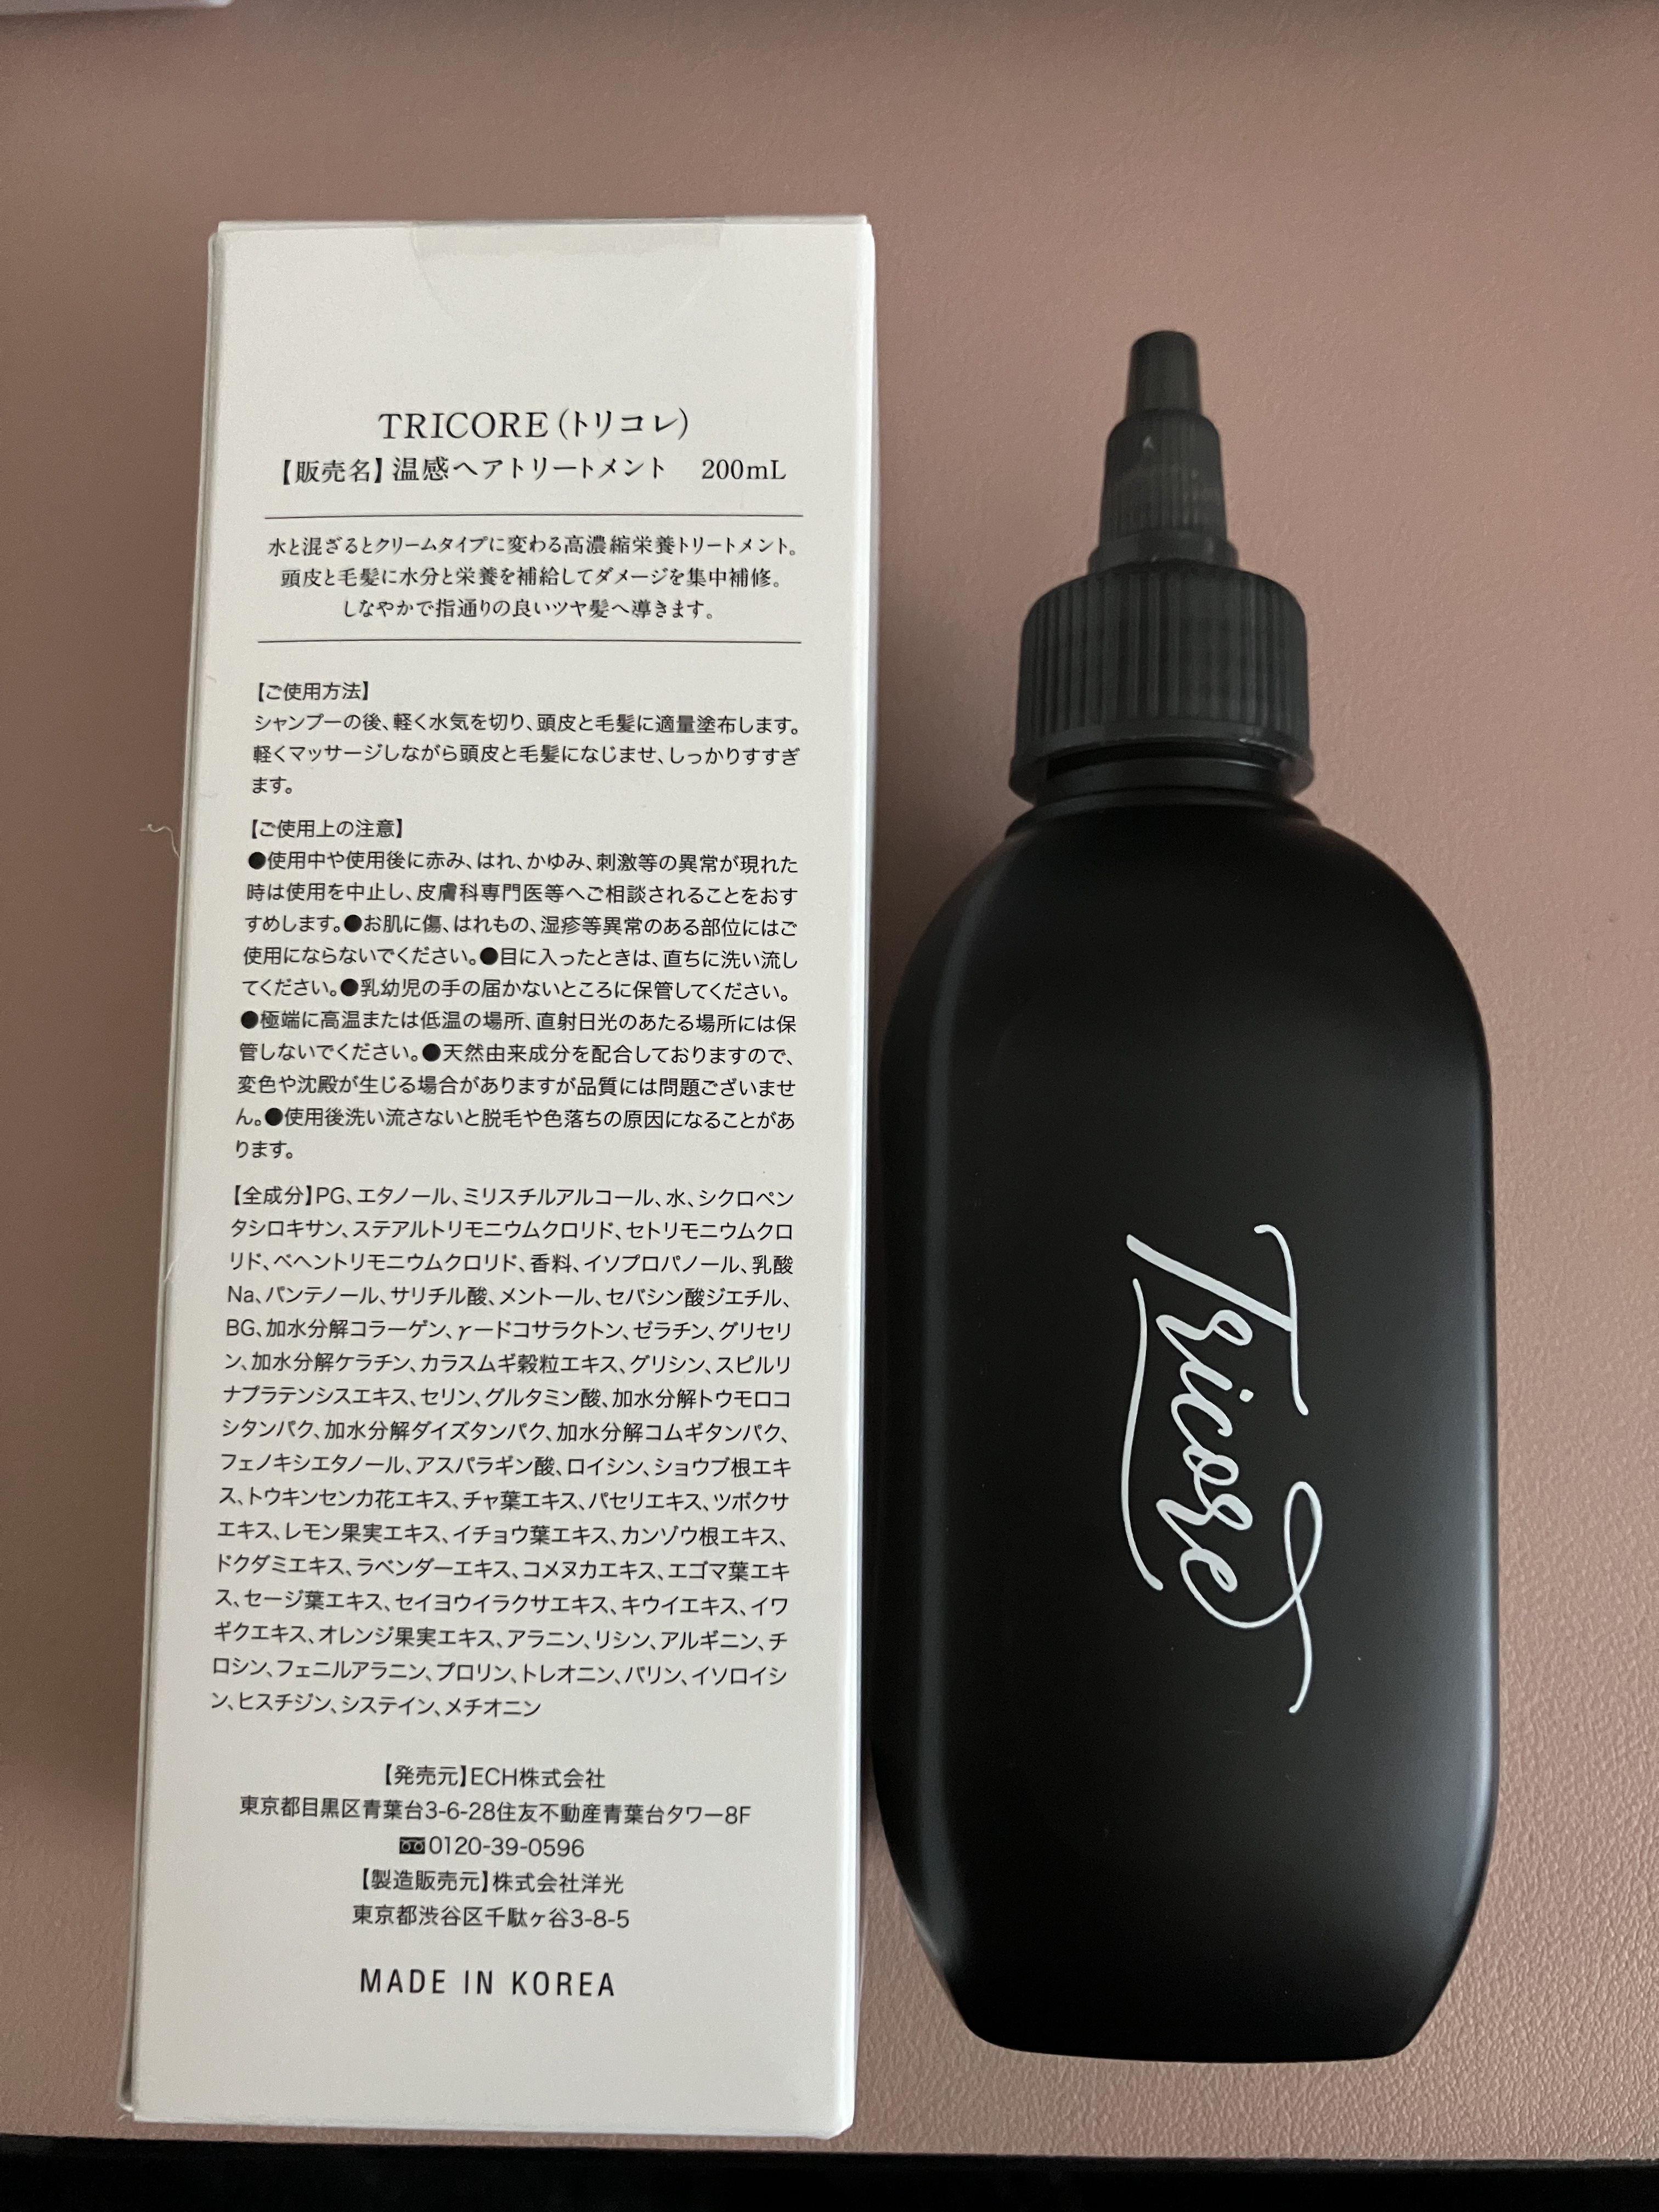 TRICORE(トリコレ)
【販売名】温感ヘアトリートメント 200mL
水と混ざるとクリームタイプに変わる高濃縮栄養トリートメント。
頭皮と毛髪に水分と栄養を補給してダメージを集中補修。
しなやかで指通りの良いツヤ髪へ導きます。
【ご使用方法】
シャンプーの後、軽く水気を切り、頭皮と毛髪に適量塗布します。
軽くマッサージしながら頭皮と毛髪になじませ、しっかりすすぎ
ます。
【ご使用上の注意】
●使用中や使用後に赤み、はれ、かゆみ、刺激等の異常が現れた
時は使用を中止し、皮膚科専門医等へご相談されることをおす
すめします。●お肌に傷、はれもの、湿疹等異常のある部位にはご
使用にならないでください。●目に入ったときは、直ちに洗い流し
てください。●乳幼児の手の届かないところに保管してください。
●極端に高温または低温の場所、直射日光のあたる場所には保
管しないでください。●天然由来成分を配合しておりますので、
変色や沈殿が生じる場合がありますが品質には問題ございませ
ん。●使用後洗い流さないと脱毛や色落ちの原因になることがあ
ります。
【全成分】PG、エタノール、ミリスチルアルコール、水、シクロペン
タシロキサン、ステアルトリモニウムクロリド、セトリモニウムクロ
リド、ベヘントリモニウムクロリド、香料、イソプロパノール、乳酸
Na、パンテノール、サリチル酸、メントール、セバシン酸ジエチル、
BG、加水分解コラーゲン、γードコサラクトン、ゼラチン、グリセリ
ン、加水分解ケラチン、カラスムギ穀粒エキス、グリシン、スピルリ
ナプラテンシスエキス、セリン、グルタミン酸、加水分解トウモロコ
シタンパク、加水分解ダイズタンパク、加水分解コムギタンパク、
フェノキシエタノール、アスパラギン酸、ロイシン、ショウブ根エキ
ス、トウキンセンカ花エキス、チャ葉エキス、パセリエキス、ツボクサ
エキス、レモン果実エキス、イチョウ葉エキス、カンゾウ根エキス、
ドクダミエキス、ラベンダーエキス、コメヌカエキス、エゴマ葉エキ
ス、セージ葉エキス、セイヨウイラクサエキス、キウイエキス、イワ
ギクエキス、オレンジ果実エキス、アラニン、リシン、アルギニン、チ
ロシン、フェニルアラニン、プロリン、トレオニン、バリン、イソロイシ
ン、ヒスチジン、システイン、メチオニン
【発売元】ECH株式会社
東京都目黒区青葉台3-6-28住友不動産青葉台タワー8F
0120-39-0596
【製造販売元】株式会社洋光
東京都渋谷区千駄ヶ谷3-8-5
MADE IN KOREA
Tricore